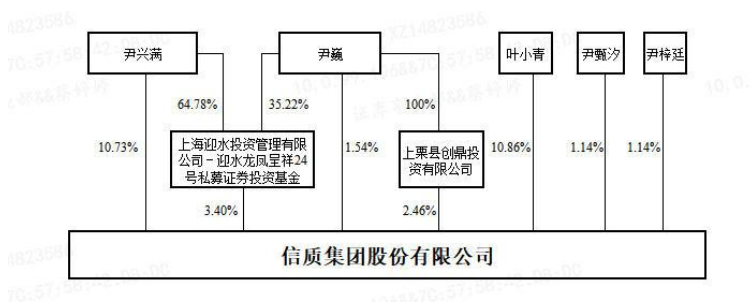 尹兴满
尹巍
叶小青
尹甄汐
尹梓廷
64.78%
35.22%
100%
10.73%
上海迎水投资管理有限
公司－迎水龙凤呈祥24
号私募证券投资基金
1.54%
上栗县创鼎投
资有限公司
10.86%
1.14%
1.14%
3.40%
2.46%
信质集团股份有限公司